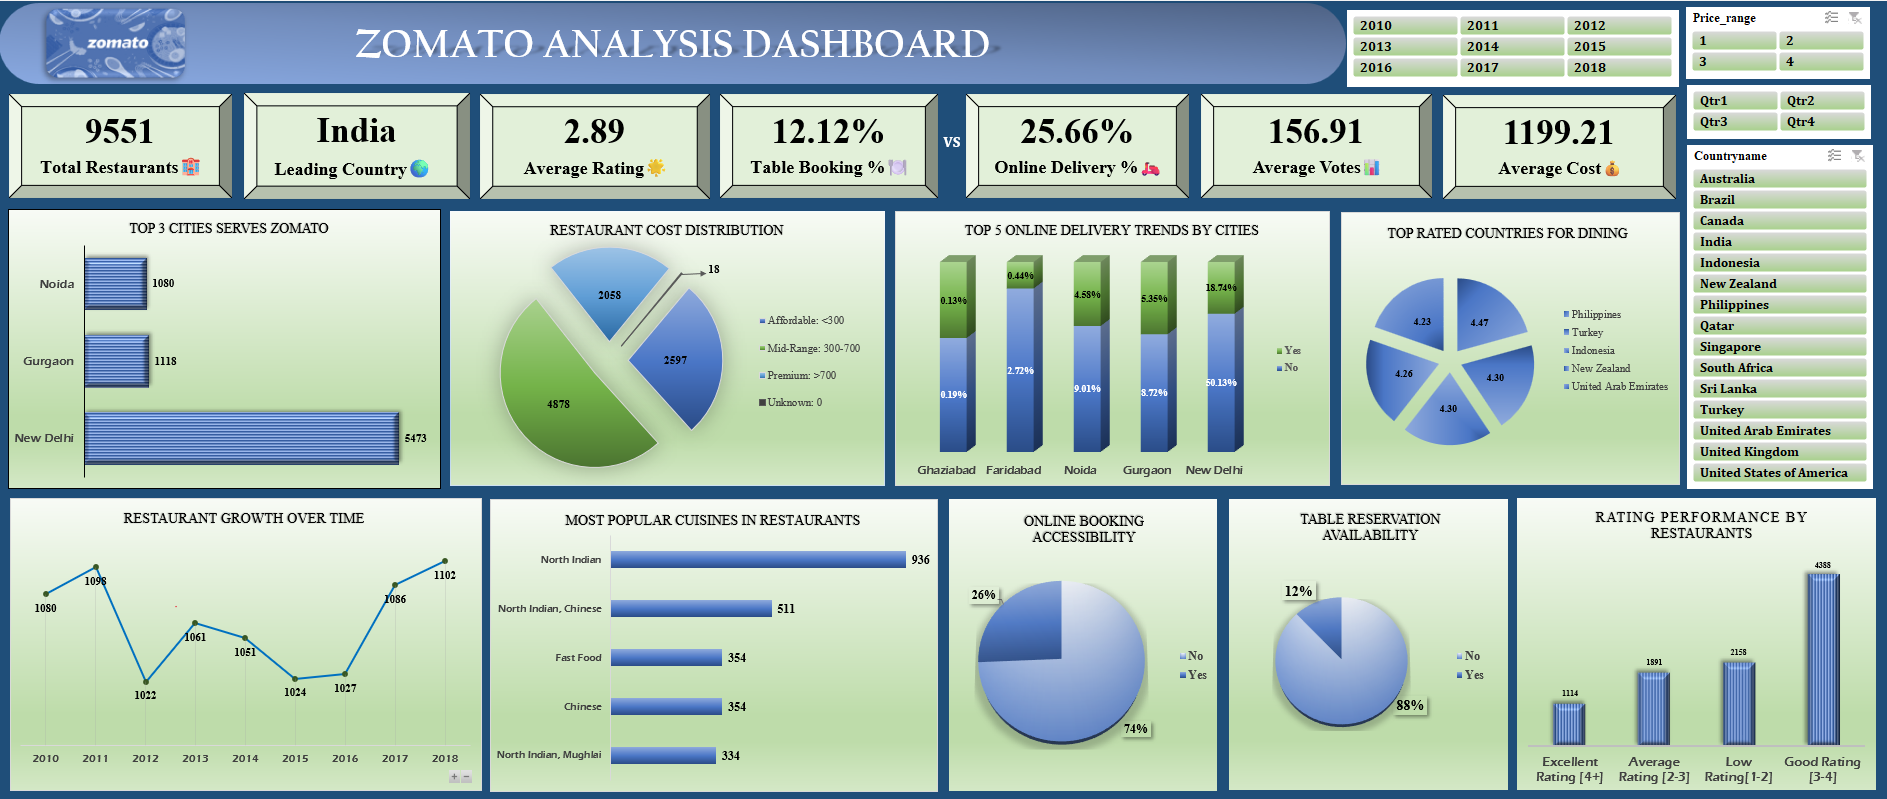 zomato
ZOMATO ANALYSIS DASHBOARD
2010 2011 2012
2013 2014 2015
2016 2017 2018
Price_range
1 2
3 4
Qtr1 Qtr2
Qtr3 Qtr4
9551
Total Restaurants
India
Leading Country
2.89
Average Rating
12.12%
Table Booking %
VS
25.66%
Online Delivery %
156.91
Average Votes
1199.21
Average Cost
Countryname
Australia
Brazil
Canada
India
Indonesia
New Zealand
Philippines
Qatar
Singapore
South Africa
Sri Lanka
Turkey
United Arab Emirates
United Kingdom
United States of America
TOP 3 CITIES SERVES ZOMATO
Noida 1080
Gurgaon 1118
New Delhi 5473
RESTAURANT COST DISTRIBUTION
18
2058
2597
4878
Affordable: <300
Mid-Range: 300-700
Premium: >700
Unknown: 0
TOP 5 ONLINE DELIVERY TRENDS BY CITIES
0.13% 0.44% 4.58% 5.35% 18.74%
0.19% 2.72% 9.01% 8.72% 50.13%
Ghaziabad Faridabad Noida Gurgaon New Delhi
Yes
No
TOP RATED COUNTRIES FOR DINING
4.23 4.47
4.26 4.30
4.30
Philippines
Turkey
Indonesia
New Zealand
United Arab Emirates
RESTAURANT GROWTH OVER TIME
1080 1098 1022 1061 1051 1024 1027 1086 1102
2010 2011 2012 2013 2014 2015 2016 2017 2018
MOST POPULAR CUISINES IN RESTAURANTS
North Indian 936
North Indian, Chinese 511
Fast Food 354
Chinese 354
North Indian, Mughlai 334
ONLINE BOOKING
ACCESSIBILITY
26%
74%
No
Yes
TABLE RESERVATION
AVAILABILITY
12%
88%
No
Yes
RATING PERFORMANCE BY
RESTAURANTS
1114 1891 2158 4388
Excellent Average Low Good Rating
Rating [4+] Rating [2-3] Rating[1-2] [3-4]